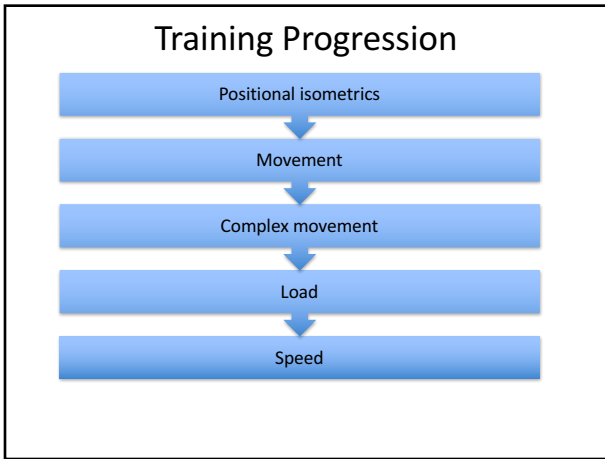 Training Progression
Positional isometrics
Movement
Complex movement
Load
Speed